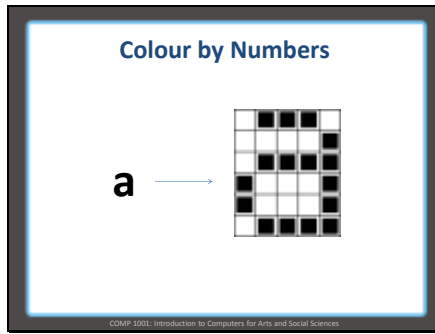 Colour by Numbers
a
COMP 1001: Introduction to Computers for Arts and Social Sciences